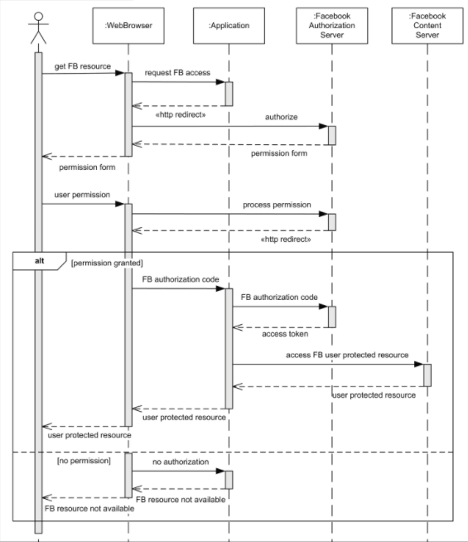 :WebBrowser
:Application
:Facebook
Authorization
Server
:Facebook
Content
Server
get FB resource
request FB access
«http redirect»
authorize
permission form
permission form
user permission
process permission
«http redirect»
alt
[permission granted]
FB authorization code
FB authorization code
access token
access FB user protected resource
user protected resource
user protected resource
user protected resource
[no permission]
no authorization
FB resource not available
FB resource not available